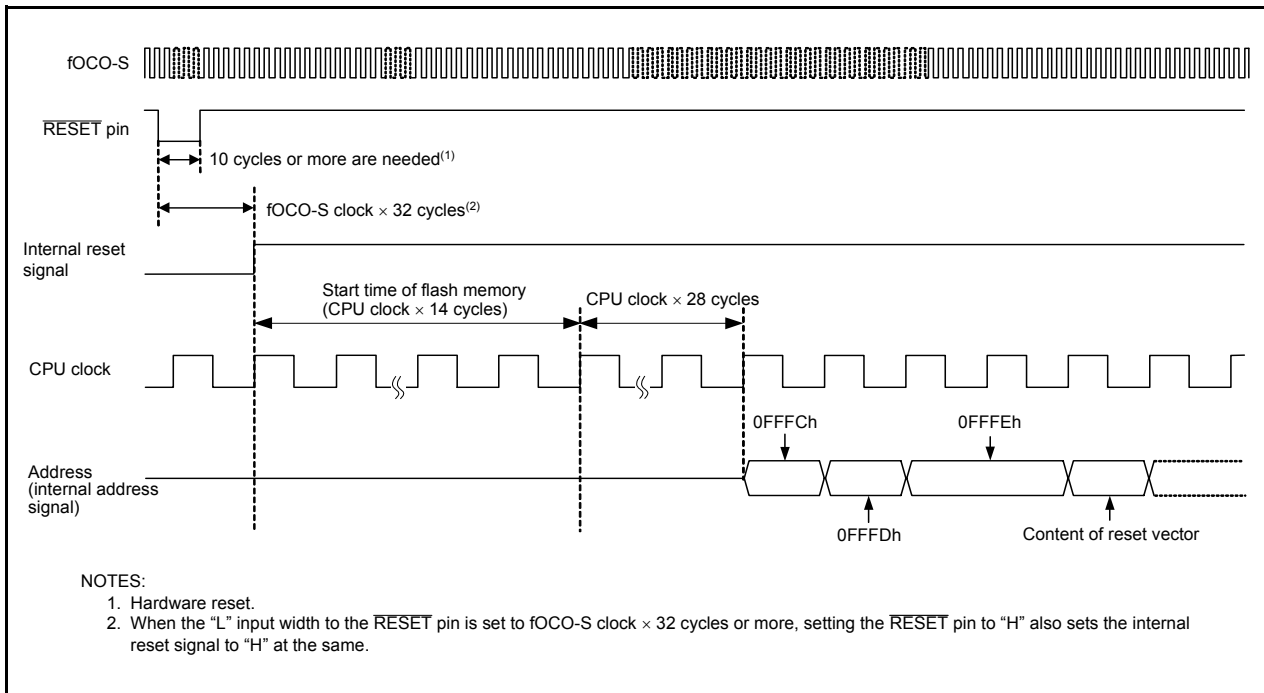 fOCO-S
RESET pin
10 cycles or more are needed(1)
fOCO-S clock × 32 cycles(2)
Internal reset
signal
Start time of flash memory
(CPU clock × 14 cycles)
CPU clock × 28 cycles
CPU clock
0FFFCh
0FFFEh
Address
(internal address
signal)
0FFFDh
Content of reset vector
NOTES:
1. Hardware reset.
2. When the “L” input width to the RESET pin is set to fOCO-S clock × 32 cycles or more, setting the RESET pin to “H” also sets the internal
reset signal to “H” at the same.